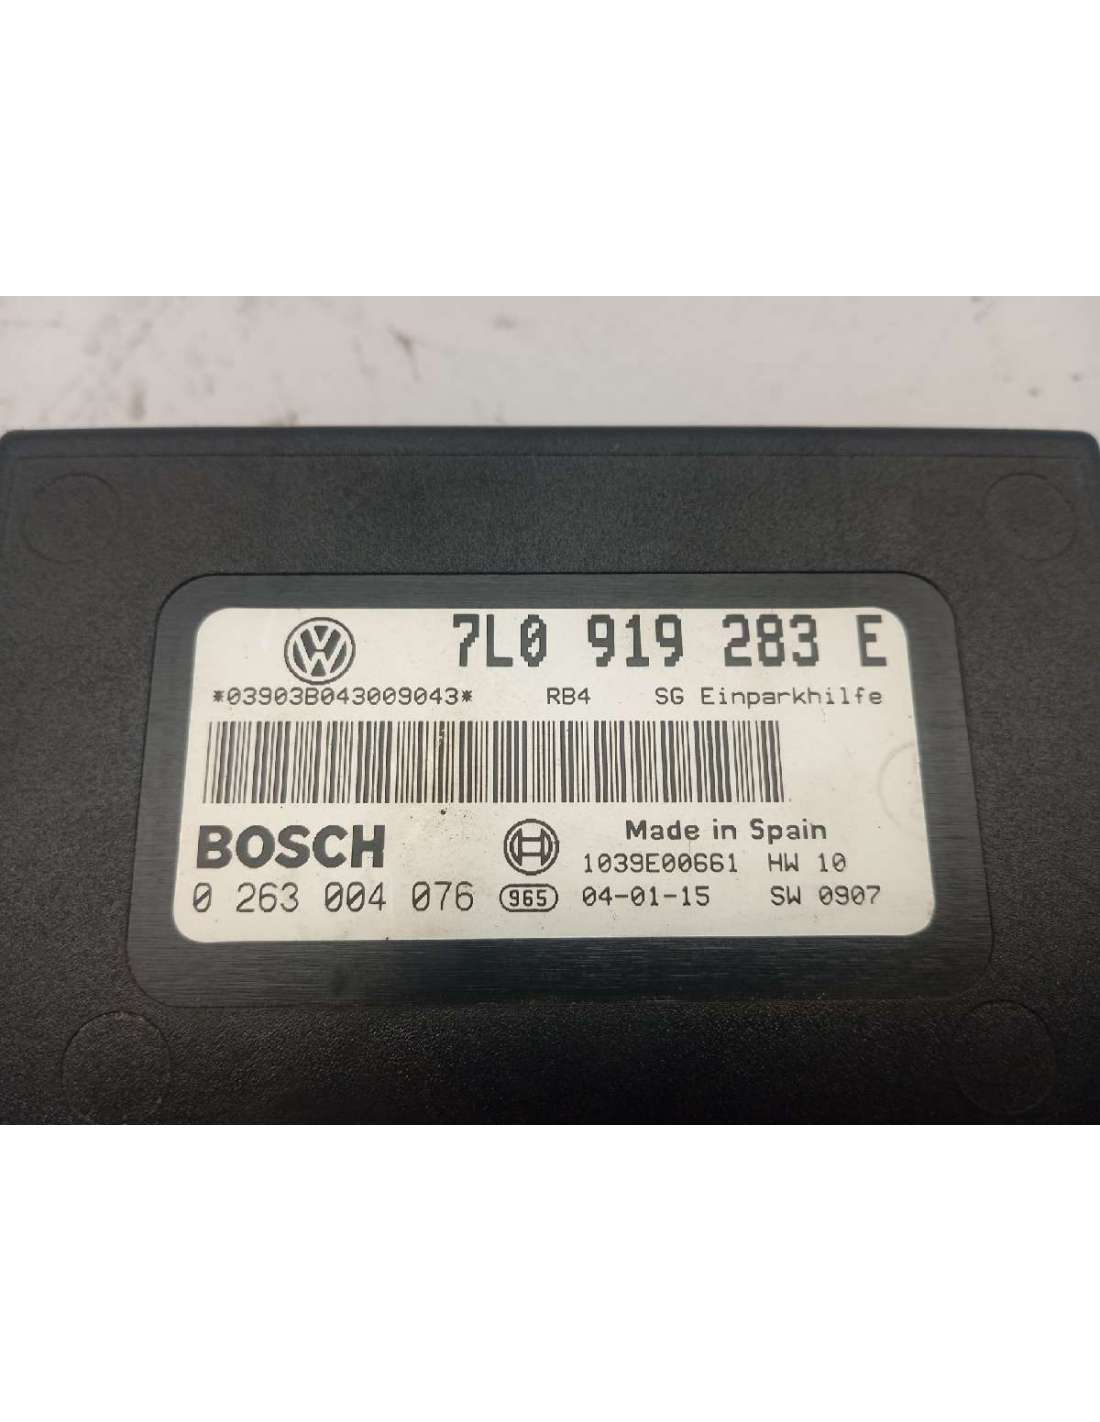 7L0 919 283 E
*03903B043009043* RB4 SG Einparkhilfe
BOSCH Made in Spain
1039E00661 HW 10
0 263 004 076 965 04-01-15 SW 0907